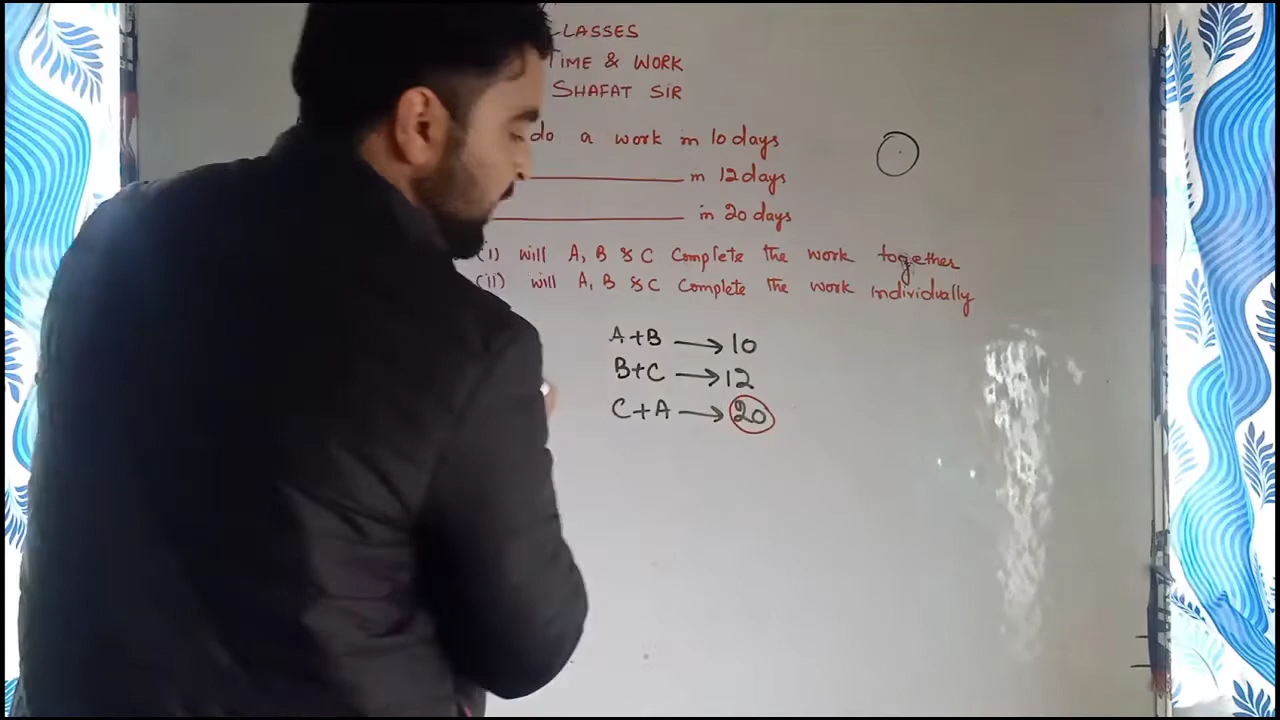 LASSES
TIME & WORK
SHAFAT SIR
do a work in 10 days
in 12 days
in 20 days
(i) will A, B & C Complete the work together
(ii) will A, B & C Complete the work Individually
A+B → 10
B+C → 12
C+A → 20